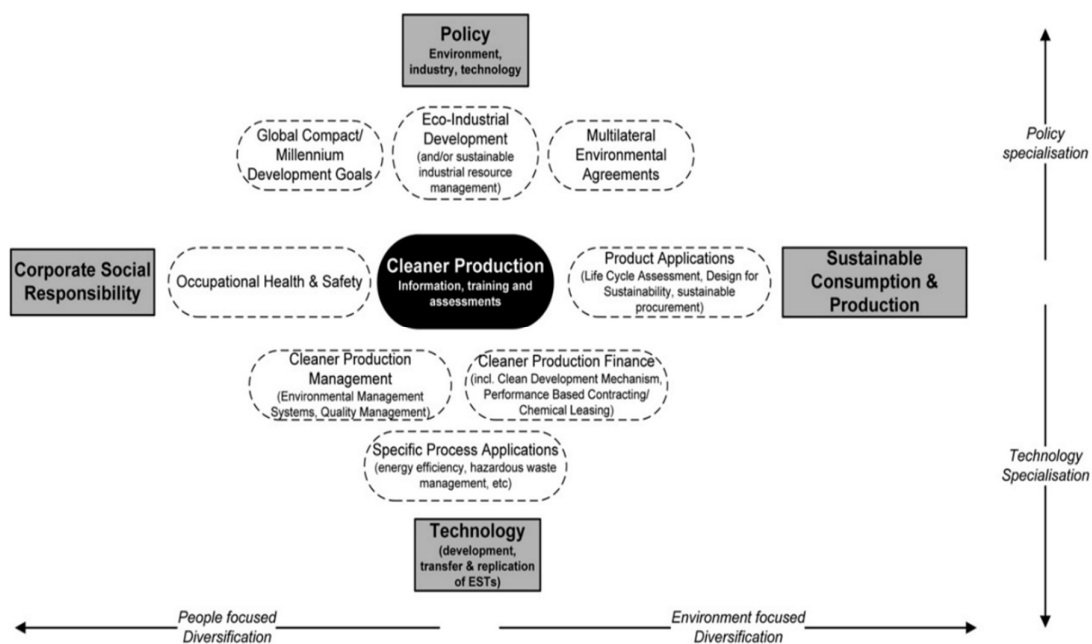 Policy
Environment,
industry, technology
Global Compact/
Millennium
Development Goals
Eco-Industrial
Development
(and/or sustainable
industrial resource
management)
Multilateral
Environmental
Agreements
Policy
specialisation
Corporate Social
Responsibility
Occupational Health & Safety
Cleaner Production
Information, training and
assessments
Product Applications
(Life Cycle Assessment, Design for
Sustainability, sustainable
procurement)
Sustainable
Consumption &
Production
Cleaner Production
Management
(Environmental Management
Systems, Quality Management)
Cleaner Production Finance
(incl. Clean Development Mechanism,
Performance Based Contracting/
Chemical Leasing)
Specific Process Applications
(energy efficiency, hazardous waste
management, etc)
Technology
Specialisation
Technology
(development,
transfer & replication
of ESTs)
People focused
Diversification
Environment focused
Diversification